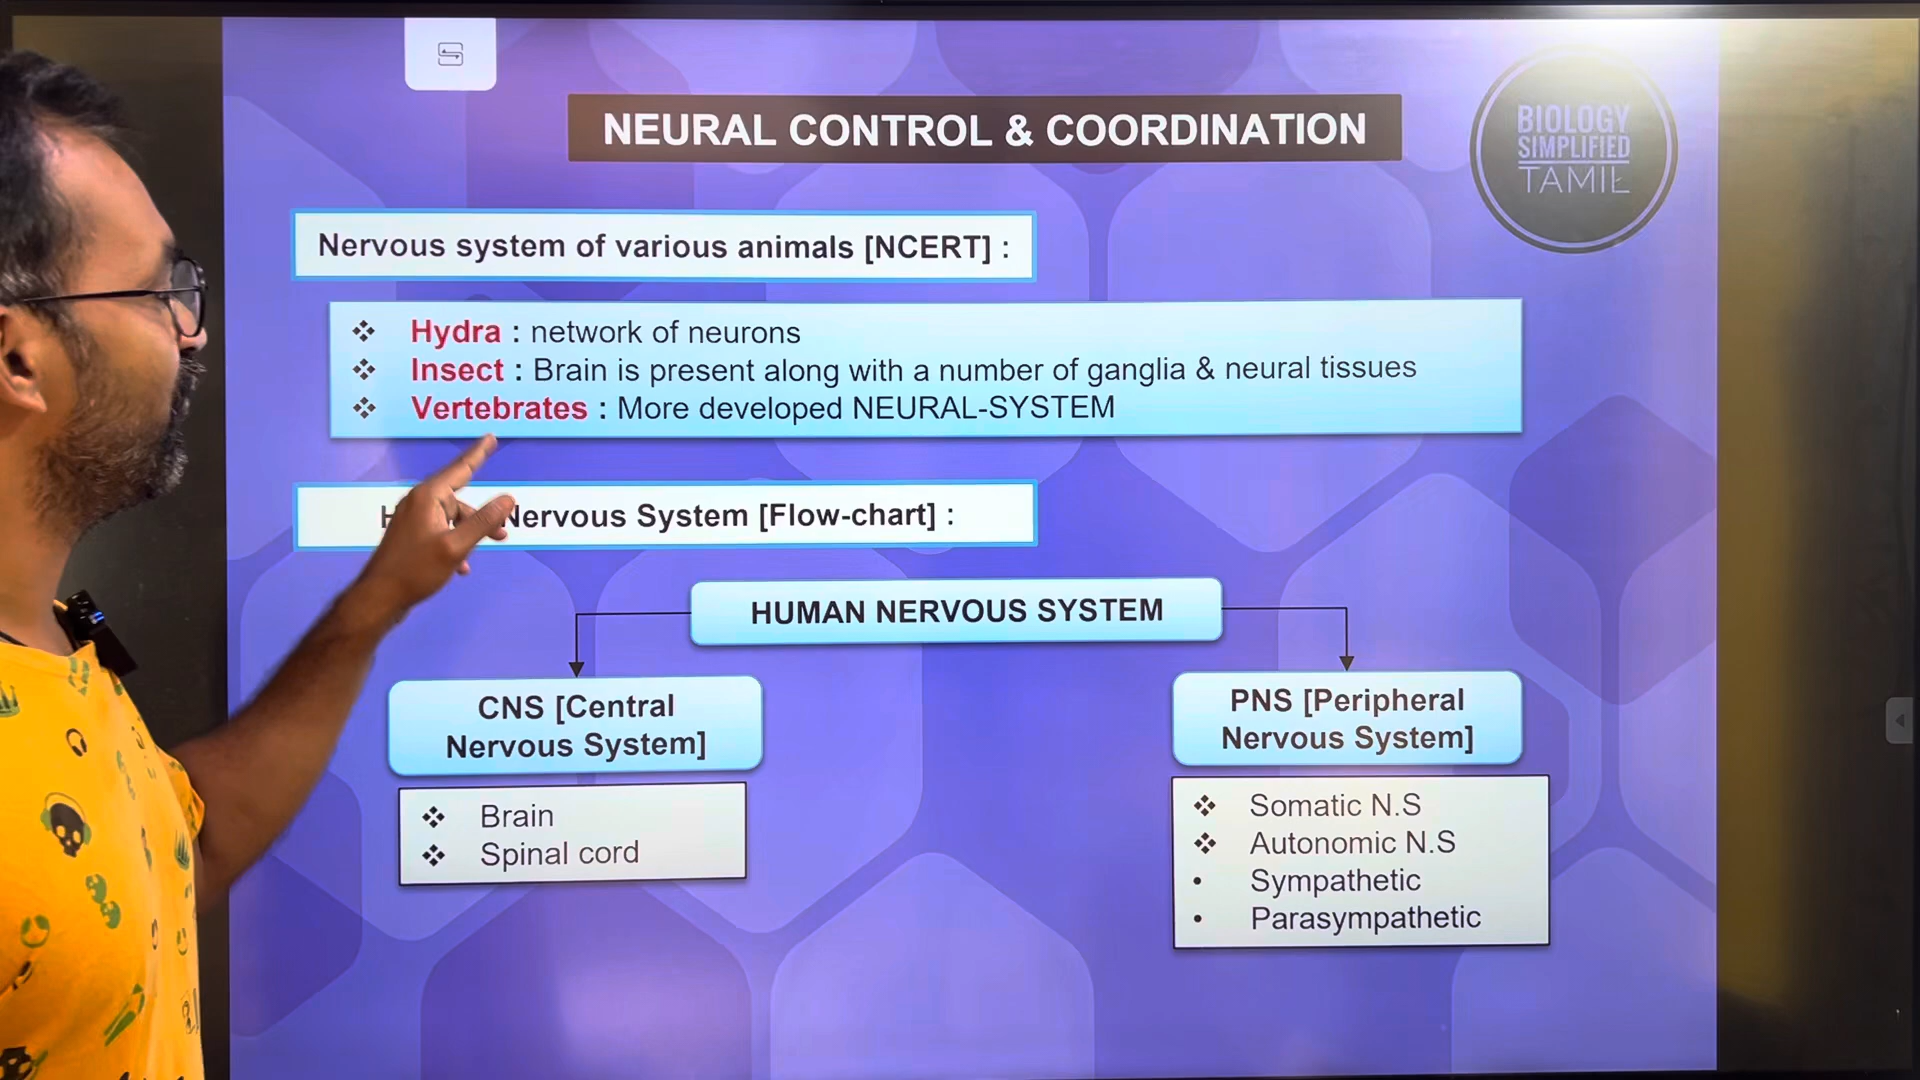 NEURAL CONTROL & COORDINATION
BIOLOGY
SIMPLIFIED
TAMIL
Nervous system of various animals [NCERT] :
❖ Hydra : network of neurons
❖ Insect : Brain is present along with a number of ganglia & neural tissues
❖ Vertebrates : More developed NEURAL-SYSTEM
Nervous System [Flow-chart] :
HUMAN NERVOUS SYSTEM
CNS [Central
Nervous System]
❖ Brain
❖ Spinal cord
PNS [Peripheral
Nervous System]
❖ Somatic N.S
❖ Autonomic N.S
• Sympathetic
• Parasympathetic